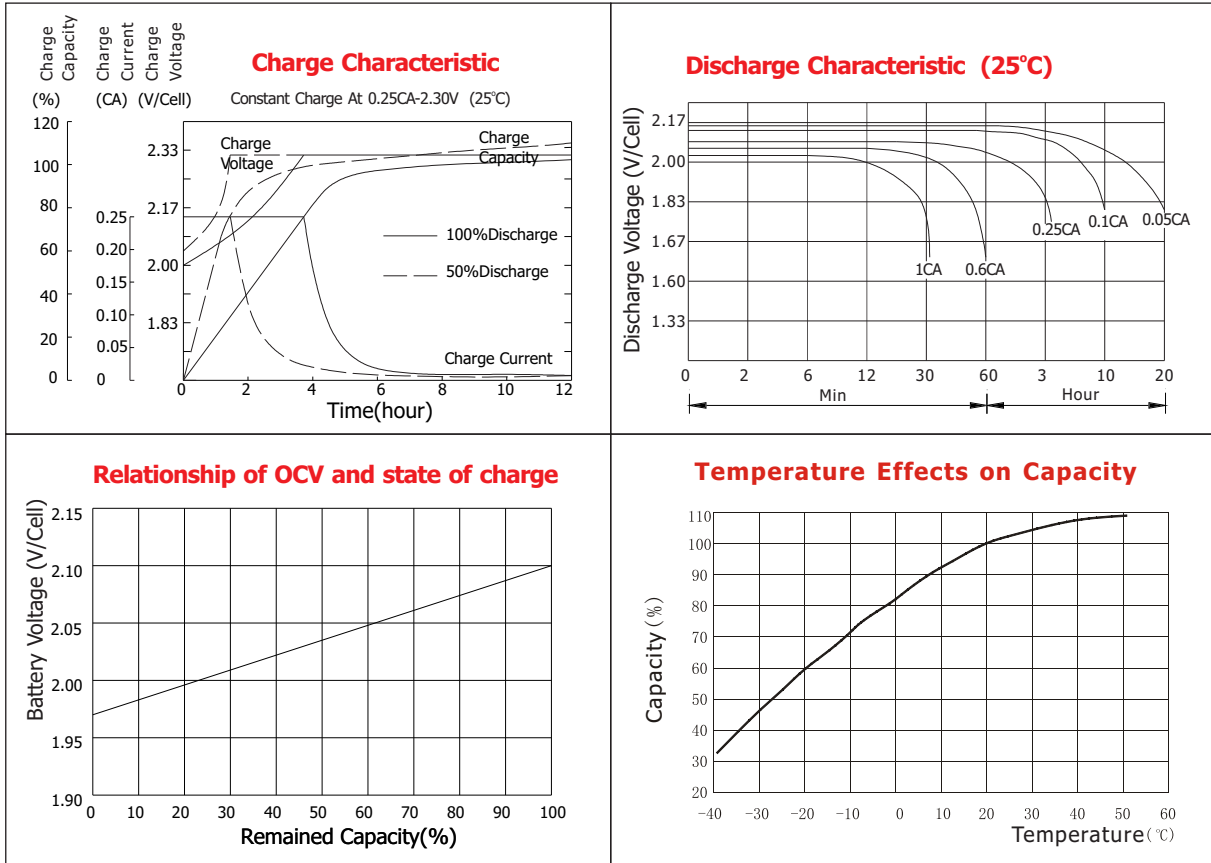 Charge Capacity
Charge Current
Charge Voltage
(%)
(CA)
(V/Cell)
Charge Characteristic
Constant Charge At 0.25CA-2.30V (25°C)
120
100
80
60
40
20
0
0.25
0.20
0.15
0.10
0.05
0
2.33
2.17
2.00
1.83
Charge
Voltage
Charge
Capacity
100%Discharge
50%Discharge
Charge Current
0 2 4 6 8 10 12
Time(hour)
Discharge Characteristic (25°C)
Discharge Voltage (V/Cell)
2.17
2.00
1.83
1.67
1.60
1.33
1CA
0.6CA
0.25CA
0.1CA
0.05CA
0 2 6 12 30 60 3 10 20
Min
Hour
Relationship of OCV and state of charge
Battery Voltage (V/Cell)
2.15
2.10
2.05
2.00
1.95
1.90
0 10 20 30 40 50 60 70 80 90 100
Remained Capacity(%)
Temperature Effects on Capacity
Capacity(%)
110
100
90
80
70
60
50
40
30
20
-40 -30 -20 -10 0 10 20 30 40 50 60
Temperature(℃)